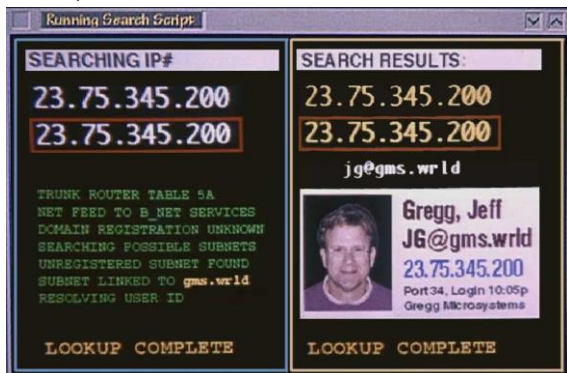 Running Search Script
SEARCHING IP#
23.75.345.200
23.75.345.200
TRUNK ROUTER TABLE 5A
NET FEED TO B_NET SERVICES
DOMAIN REGISTRATION UNKNOWN
SEARCHING POSSIBLE SUBNETS
UNREGISTERED SUBNET FOUND
SUBNET LINKED TO gms.wrld
RESOLVING USER ID
LOOKUP COMPLETE
SEARCH RESULTS:
23.75.345.200
23.75.345.200
jg@gms.wrld
Gregg, Jeff
JG@gms.wrld
23.75.345.200
Port 34, Login 10:05p
Gregg Microsystems
LOOKUP COMPLETE